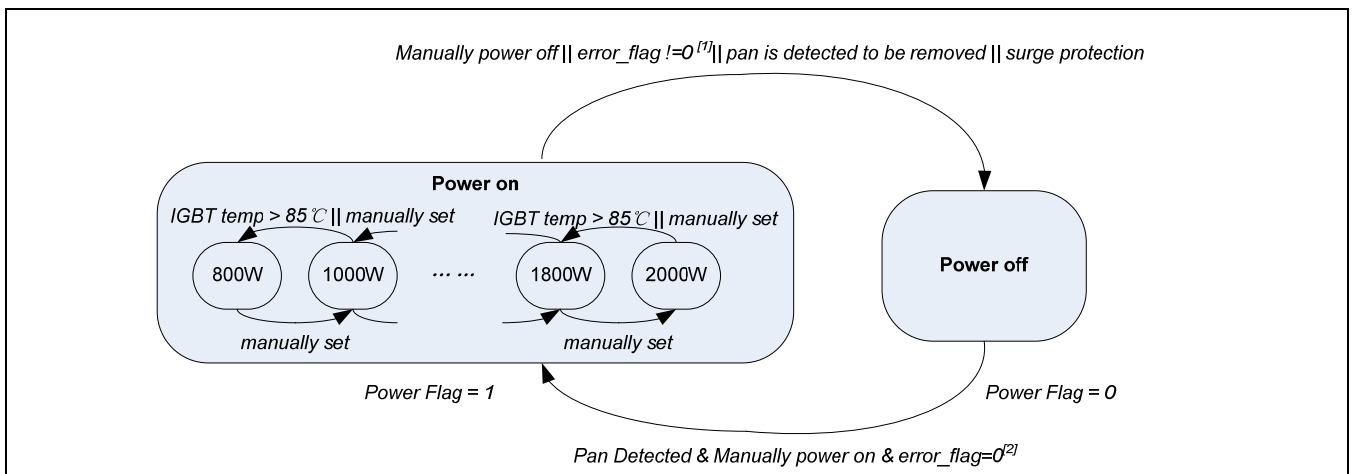 Manually power off || error_flag !=0 [1] || pan is detected to be removed || surge protection
Power on
IGBT temp > 85℃ || manually set
IGBT temp > 85℃ || manually set
800W
1000W
... ...
1800W
2000W
manually set
manually set
Power off
Power Flag = 1
Power Flag = 0
Pan Detected & Manually power on & error_flag=0[2]